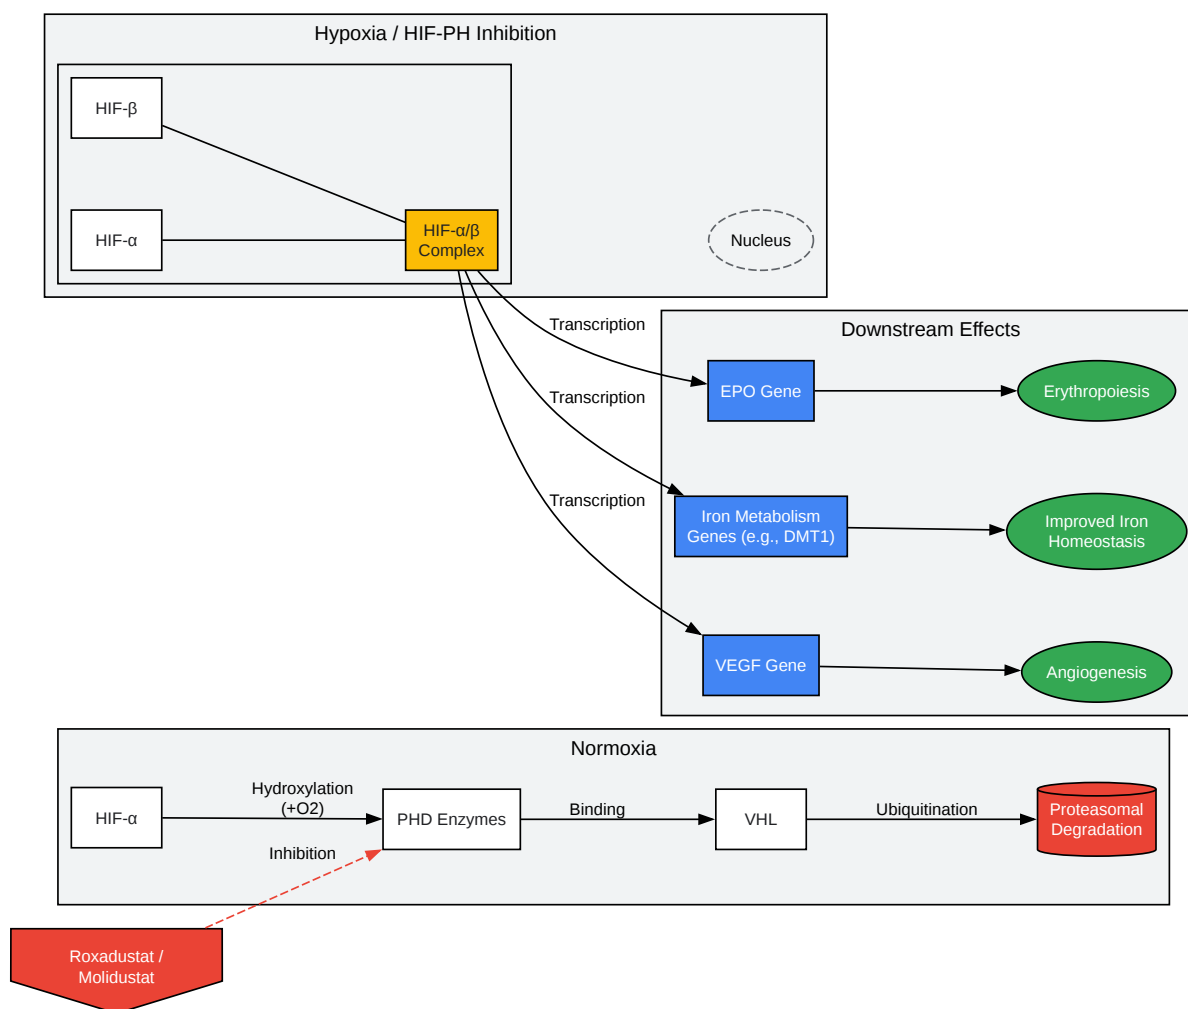 Hypoxia / HIF-PH Inhibition
HIF-β
HIF-α
HIF-α/β
Complex
Nucleus
Transcription
Transcription
Transcription
Downstream Effects
EPO Gene
Erythropoiesis
Iron Metabolism
Genes (e.g., DMT1)
Improved Iron
Homeostasis
VEGF Gene
Angiogenesis
Normoxia
HIF-α
Hydroxylation
(+O2)
PHD Enzymes
Binding
VHL
Ubiquitination
Proteasomal
Degradation
Inhibition
Roxadustat /
Molidustat